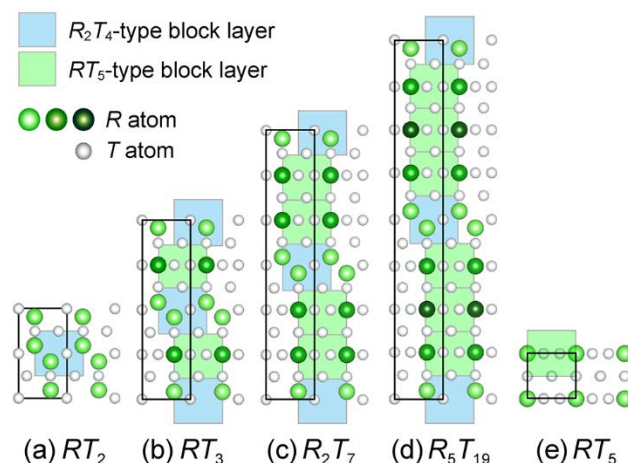 R₂T₄-type block layer
RT₅-type block layer
R atom
T atom
(a) RT₂ (b) RT₃ (c) R₂T₇ (d) R₅T₁₉ (e) RT₅